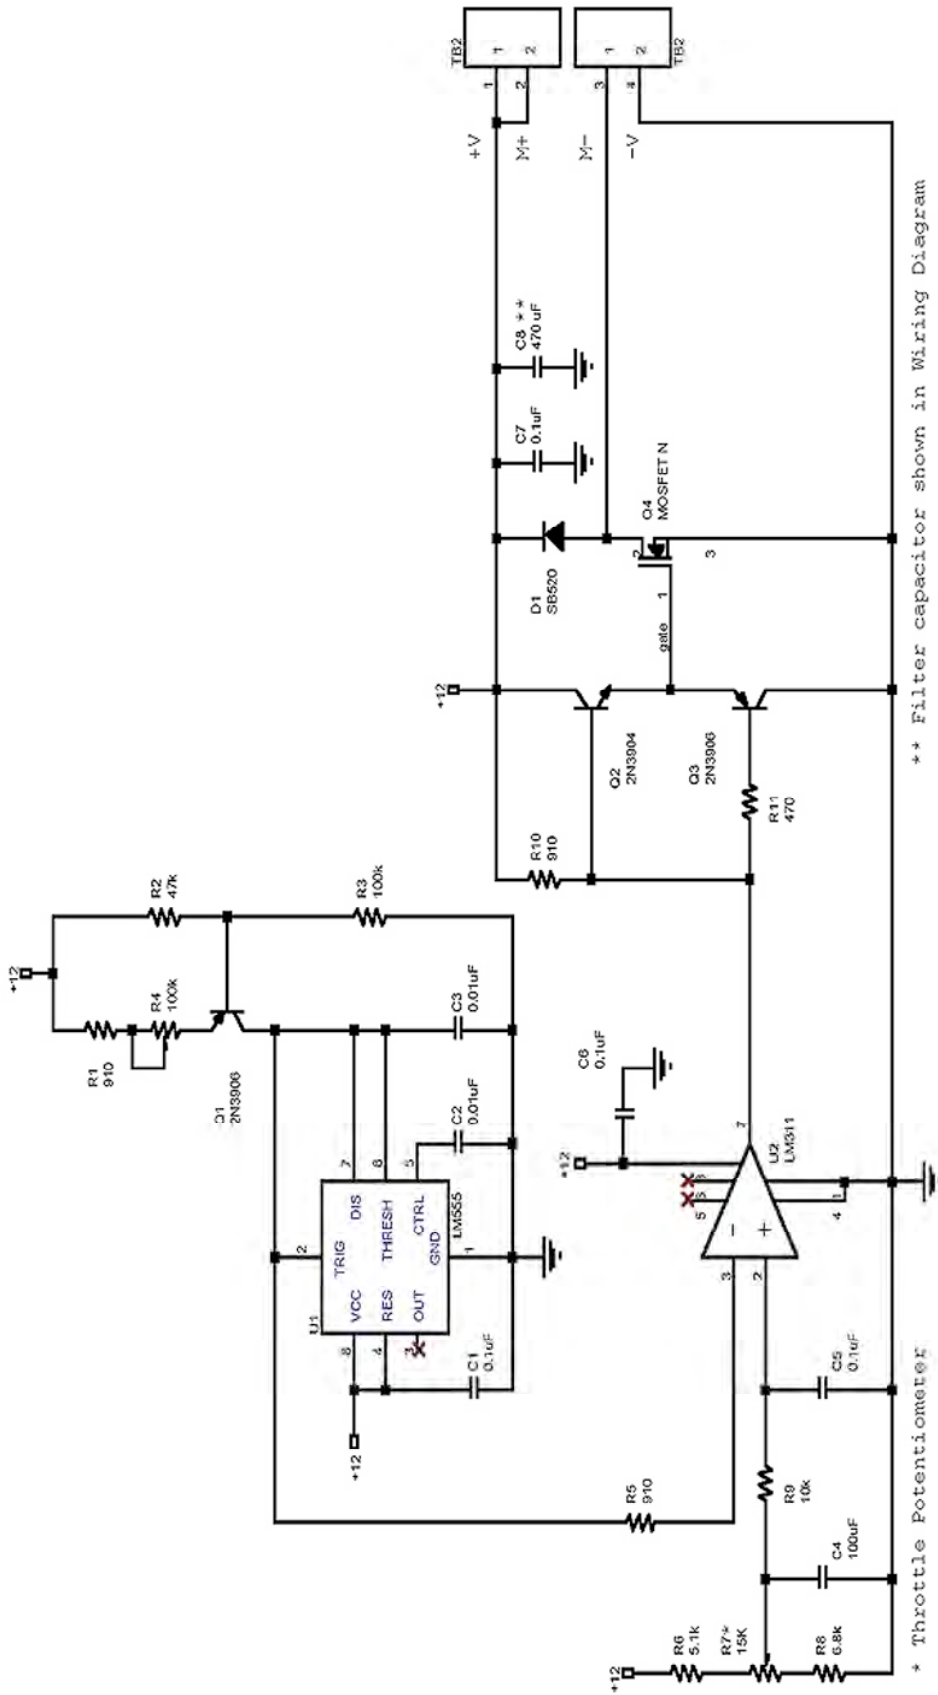 TB2
1
2
1
2
+V
M+
TB2
1
2
3
4
M-
-V
C8 **
470 uF
C7
0.1uF
D1
SB520
Q4
MOSFET N
2
3
1
gate
+12
Q2
2N3904
Q3
2N3906
R10
910
R11
470
+12
R1
910
R4
100k
R2
47k
R3
100k
2N3906
C3
0.01uF
C2
0.01uF
U1
LM555
TRIG
VCC
RES
OUT
DIS
THRESH
CTRL
GND
2
7
6
5
1
8
4
3
+12
C1
0.1uF
C6
0.1uF
+12
U2
LM311
-
+
3
2
5
7
4
1
R5
910
R9
10k
C5
0.1uF
C4
100uF
+12
R6
5.1k
R7*
15K
R8
6.8k
* Throttle Potentiometer
** Filter capacitor shown in Wiring Diagram